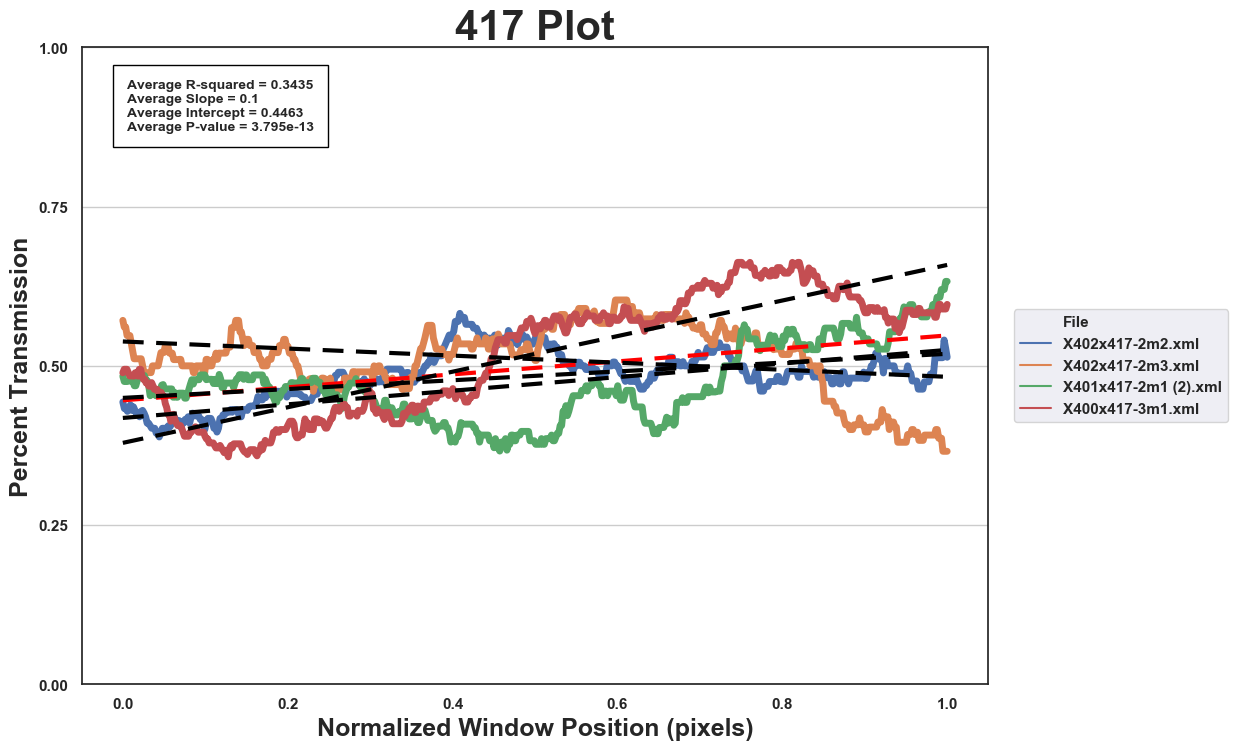 417 Plot
Average R-squared = 0.3435
Average Slope = 0.1
Average Intercept = 0.4463
Average P-value = 3.795e-13
Percent Transmission
1.00
0.75
0.50
0.25
0.00
0.0 0.2 0.4 0.6 0.8 1.0
Normalized Window Position (pixels)
File
X402x417-2m2.xml
X402x417-2m3.xml
X401x417-2m1 (2).xml
X400x417-3m1.xml